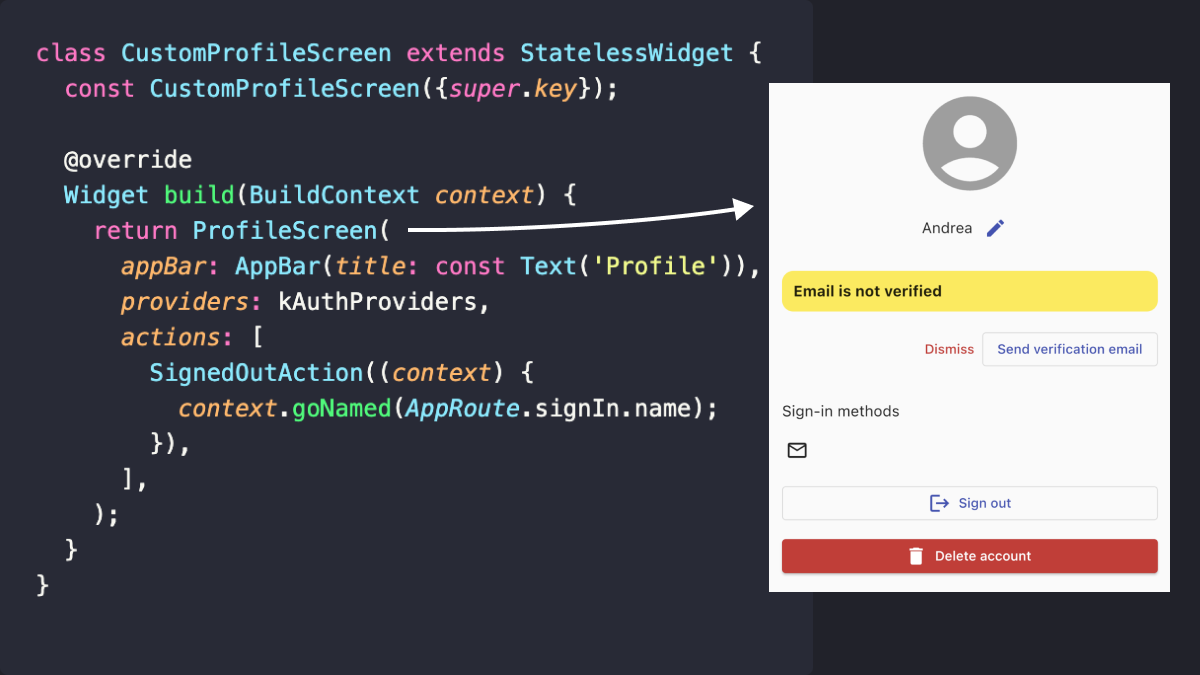 class CustomProfileScreen extends StatelessWidget {
  const CustomProfileScreen({super.key});

  @override
  Widget build(BuildContext context) {
    return ProfileScreen(
      appBar: AppBar(title: const Text('Profile')),
      providers: kAuthProviders,
      actions: [
        SignedOutAction((context) {
          context.goNamed(AppRoute.signIn.name);
        }),
      ],
    );
  }
}
Andrea
Email is not verified
Dismiss Send verification email
Sign-in methods
Sign out
Delete account